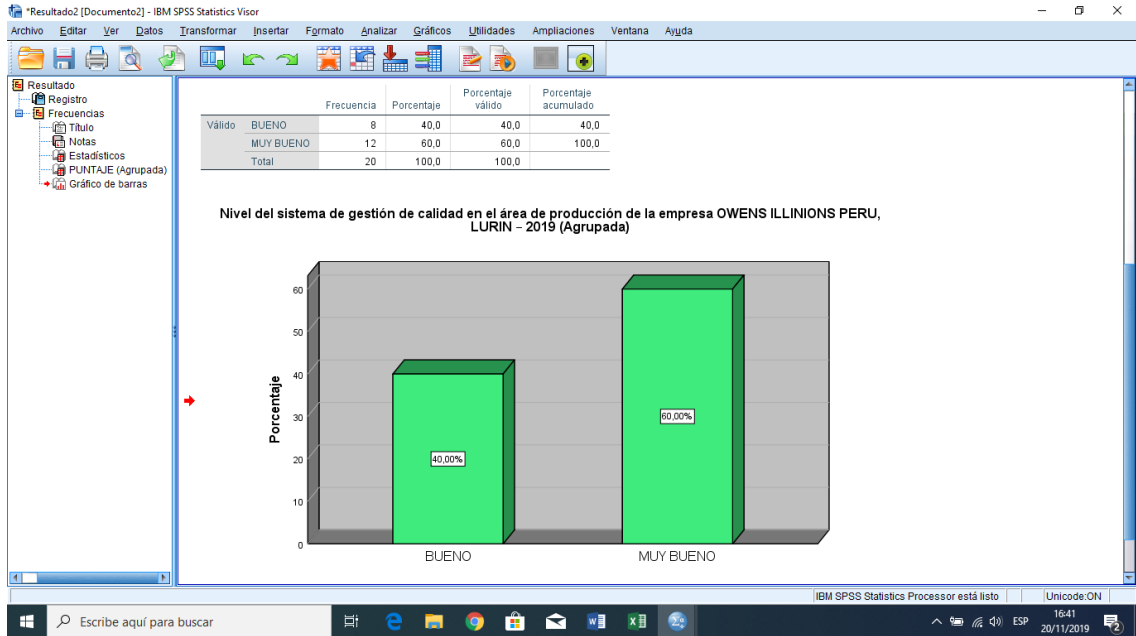 *Resultado2 [Documento2] - IBM SPSS Statistics Visor
Archivo Editar Ver Datos Transformar Insertar Formato Analizar Gráficos Utilidades Ampliaciones Ventana Ayuda
Resultado
Registro
Frecuencias
Título
Notas
Estadísticos
PUNTAJE (Agrupada)
Gráfico de barras
Frecuencia Porcentaje Porcentaje válido Porcentaje acumulado
Válido BUENO 8 40,0 40,0 40,0
MUY BUENO 12 60,0 60,0 100,0
Total 20 100,0 100,0
Nivel del sistema de gestión de calidad en el área de producción de la empresa OWENS ILLINIONS PERU,
LURIN – 2019 (Agrupada)
Porcentaje
60
50
40
30
20
10
0
40,00%
60,00%
BUENO MUY BUENO
IBM SPSS Statistics Processor está listo Unicode:ON
Escribe aquí para buscar
ESP
16:41
20/11/2019
2